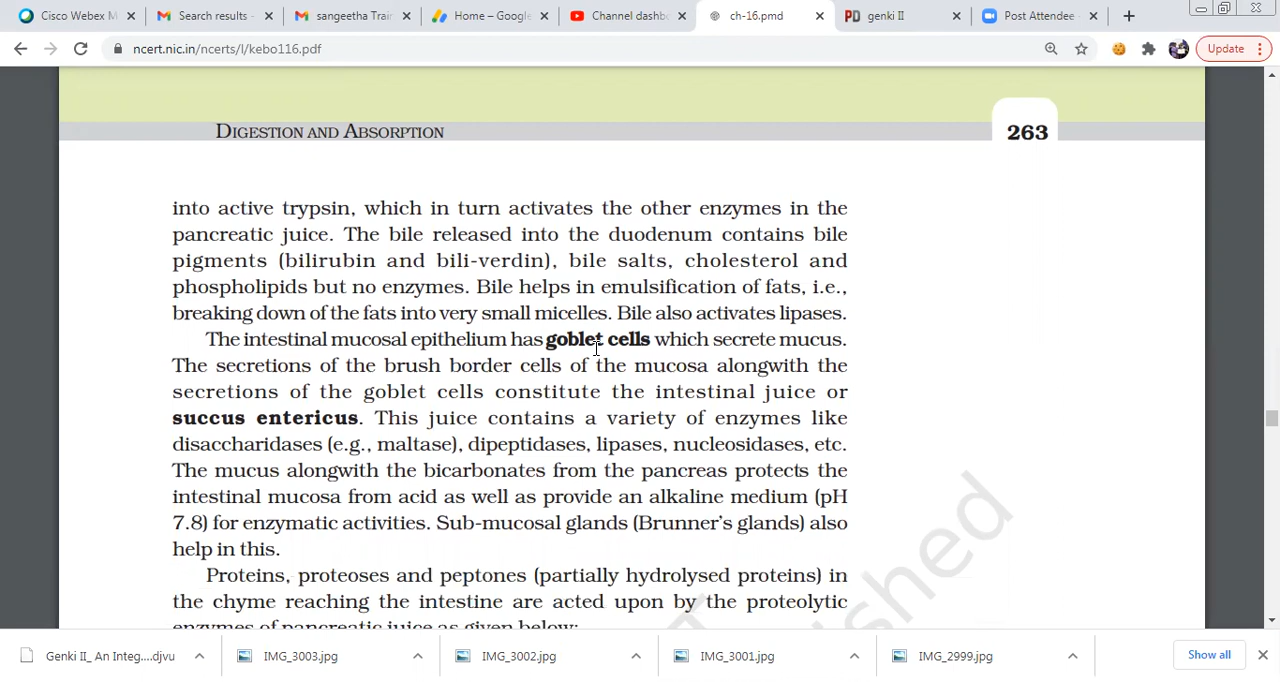 Cisco Webex M
Search results -
sangeetha Trai
Home – Google
Channel dashb
ch-16.pmd
PD genki II
Post Attendee -
ncert.nic.in/ncerts/l/kebo116.pdf
Update
DIGESTION AND ABSORPTION
263
into active trypsin, which in turn activates the other enzymes in the
pancreatic juice. The bile released into the duodenum contains bile
pigments (bilirubin and bili-verdin), bile salts, cholesterol and
phospholipids but no enzymes. Bile helps in emulsification of fats, i.e.,
breaking down of the fats into very small micelles. Bile also activates lipases.
The intestinal mucosal epithelium has goblet cells which secrete mucus.
The secretions of the brush border cells of the mucosa alongwith the
secretions of the goblet cells constitute the intestinal juice or
succus entericus. This juice contains a variety of enzymes like
disaccharidases (e.g., maltase), dipeptidases, lipases, nucleosidases, etc.
The mucus alongwith the bicarbonates from the pancreas protects the
intestinal mucosa from acid as well as provide an alkaline medium (pH
7.8) for enzymatic activities. Sub-mucosal glands (Brunner's glands) also
help in this.
Proteins, proteoses and peptones (partially hydrolysed proteins) in
the chyme reaching the intestine are acted upon by the proteolytic
enzymes of pancreatic juice as given below:
shed
Genki II_ An Integ....djvu
IMG_3003.jpg
IMG_3002.jpg
IMG_3001.jpg
IMG_2999.jpg
Show all